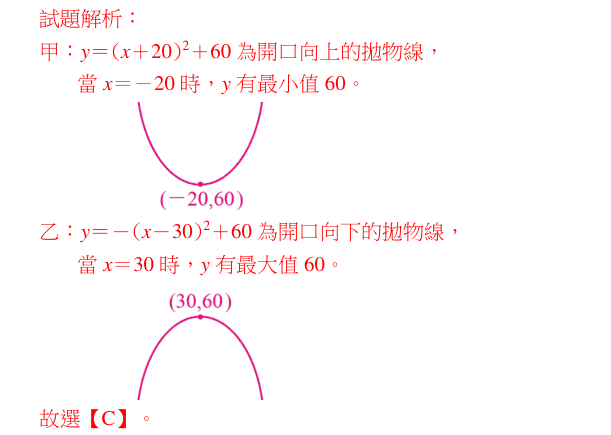 試題解析：
甲：y＝(x＋20)²＋60 為開口向上的拋物線，
當 x＝－20 時，y 有最小值 60。
(－20,60)
乙：y＝－(x－30)²＋60 為開口向下的拋物線，
當 x＝30 時，y 有最大值 60。
(30,60)
故選【C】。